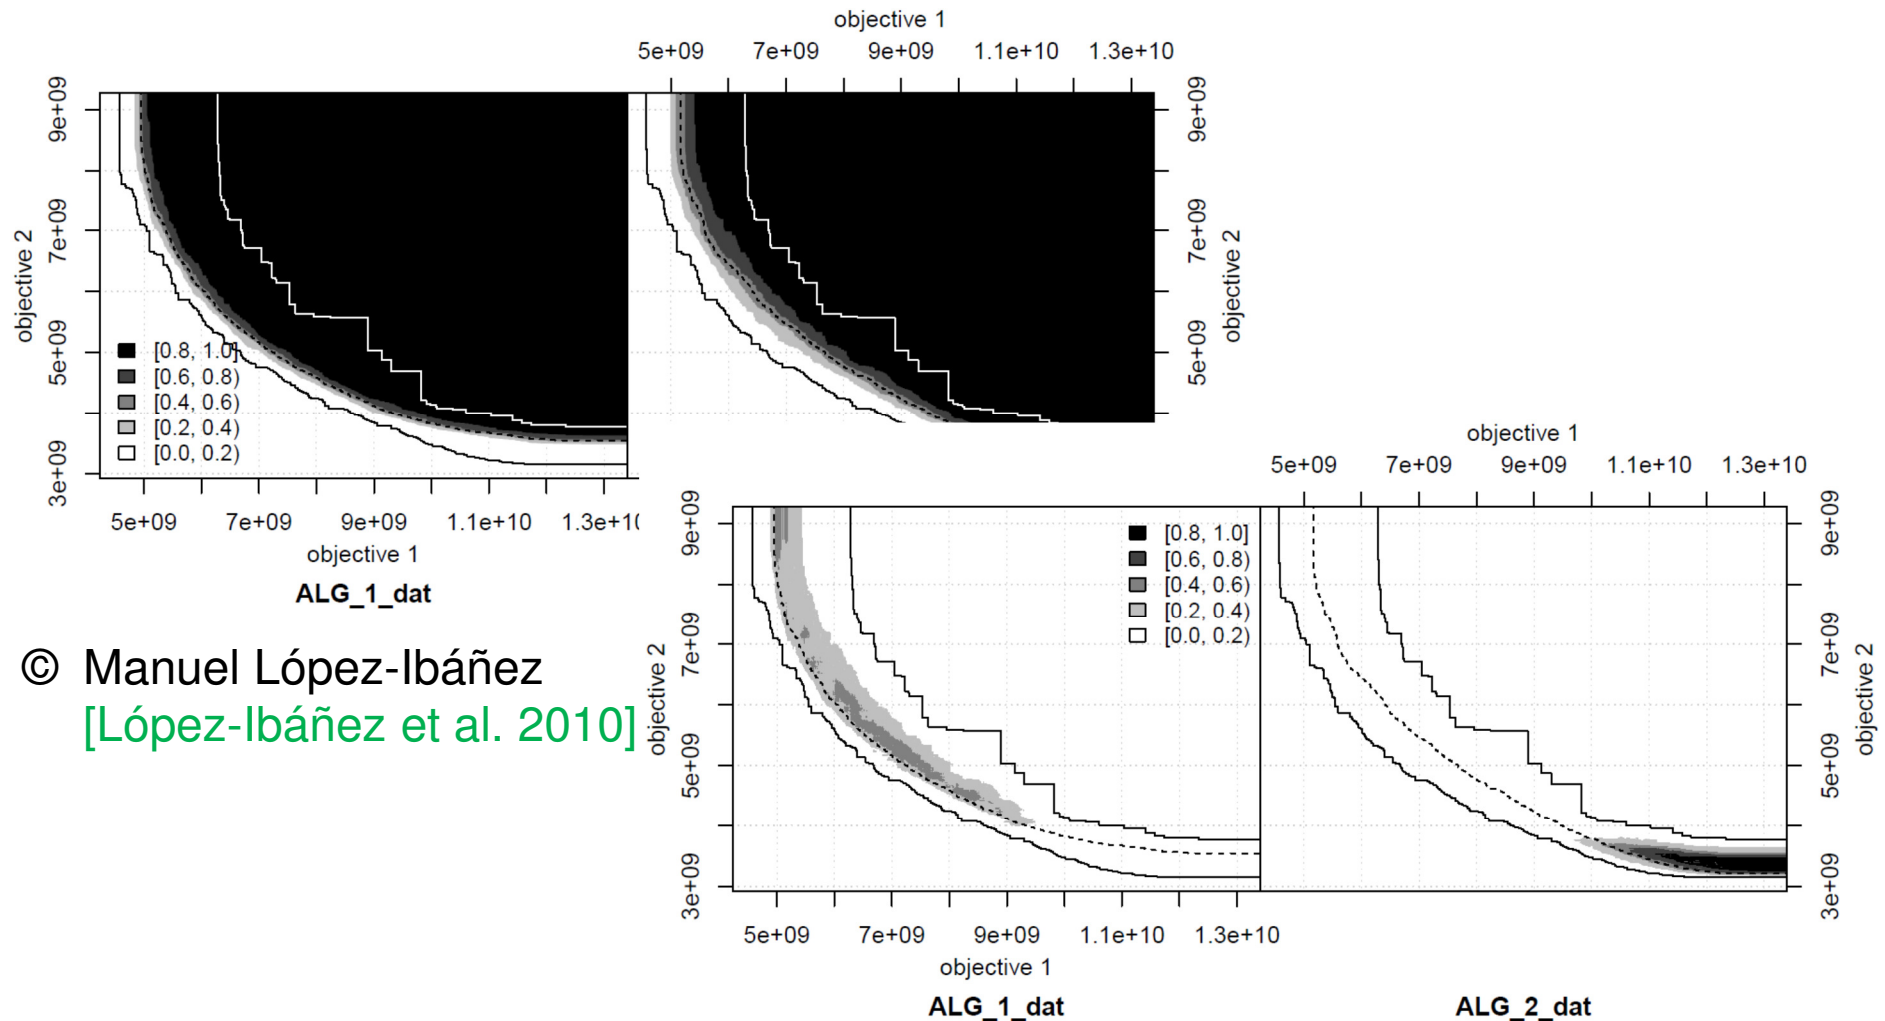 objective 1
5e+09 7e+09 9e+09 1.1e+10 1.3e+10
9e+09
7e+09
5e+09
3e+09
objective 2
[0.8, 1.0]
[0.6, 0.8)
[0.4, 0.6)
[0.2, 0.4)
[0.0, 0.2)
5e+09 7e+09 9e+09 1.1e+10 1.3e+1
objective 1
ALG_1_dat
9e+09
7e+09
5e+09
objective 2
© Manuel López-Ibáñez
[López-Ibáñez et al. 2010]
objective 1
5e+09 7e+09 9e+09 1.1e+10 1.3e+10
9e+09
7e+09
5e+09
3e+09
objective 2
[0.8, 1.0]
[0.6, 0.8)
[0.4, 0.6)
[0.2, 0.4)
[0.0, 0.2)
5e+09 7e+09 9e+09 1.1e+10 1.3e+10
objective 1
ALG_1_dat
9e+09
7e+09
5e+09
3e+09
objective 2
ALG_2_dat